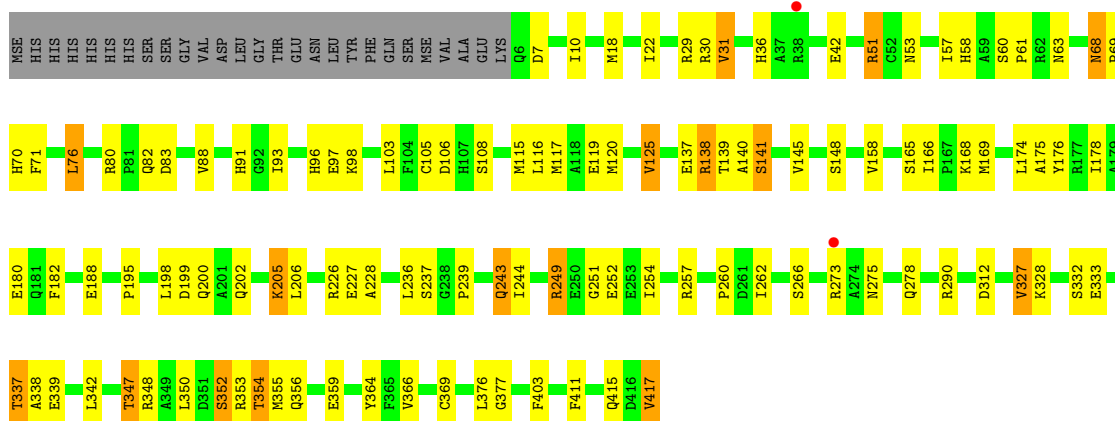 MSE HIS HIS HIS HIS HIS HIS SER SER GLY VAL ASP LEU GLY THR GLU ASN LEU TYR PHE GLN SER MSE VAL ALA GLU LYS Q6 D7 I10 M18 I22 R29 R30 V31 H36 A37 R38 E42 R51 C52 N53 I57 H58 A59 S60 P61 R62 N63 N68
H70 F71 L76 R80 P81 Q82 D83 V88 H91 G92 I93 H96 E97 K98 L103 F104 C105 D106 H107 S108 M115 L116 M117 A118 E119 M120 V125 E137 R138 T139 A140 S141 V145 S148 V158 S165 I166 P167 K168 M169 L174 A175 Y176 R177 I178
E180 Q181 F182 E188 P195 L198 D199 Q200 A201 Q202 K205 L206 R226 E227 A228 L236 S237 G238 P239 Q243 I244 R249 E250 G251 E252 E253 I254 R257 P260 D261 I262 S266 R273 A274 N275 Q278 R290 D312 V327 K328 S332 E333
T337 A338 E339 L342 T347 R348 A349 L350 D351 S352 R353 T354 M355 Q356 E359 Y364 F365 V366 C369 L376 G377 F403 F411 Q415 D416 V417